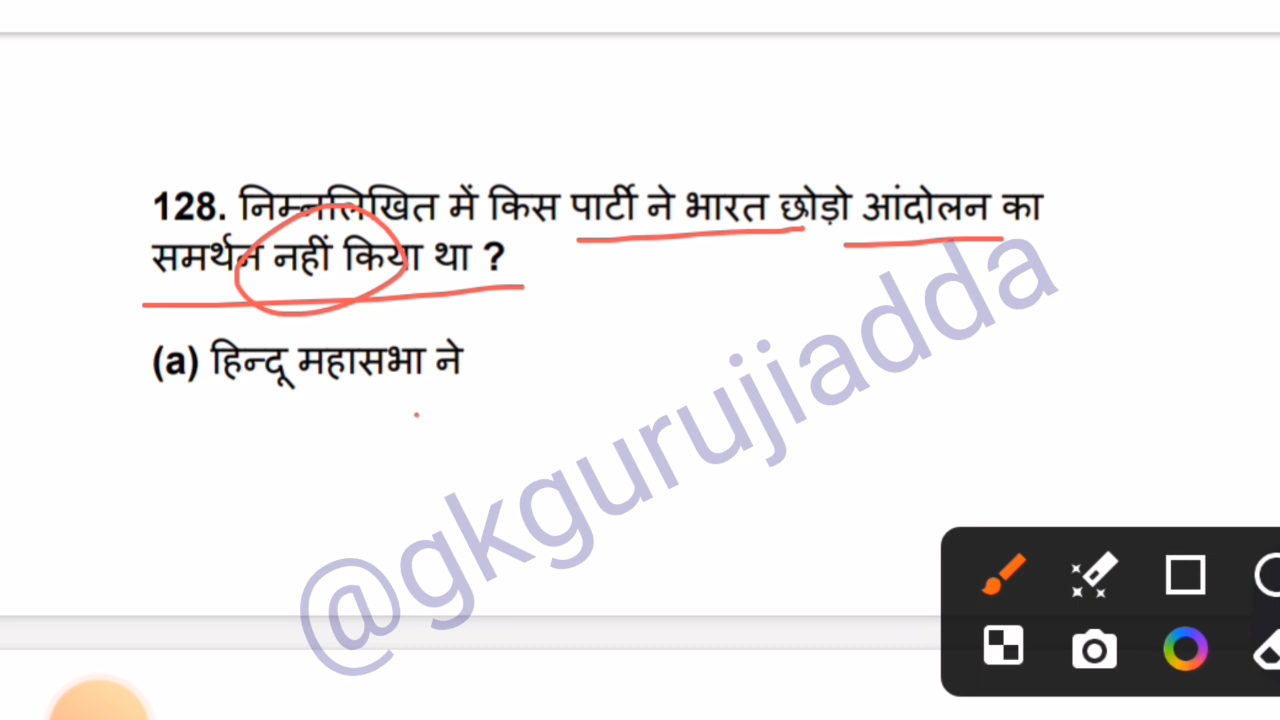 128. निम्नलिखित में किस पार्टी ने भारत छोड़ो आंदोलन का
समर्थन नहीं किया था ?
(a) हिन्दू महासभा ने
@gkgurujiadda